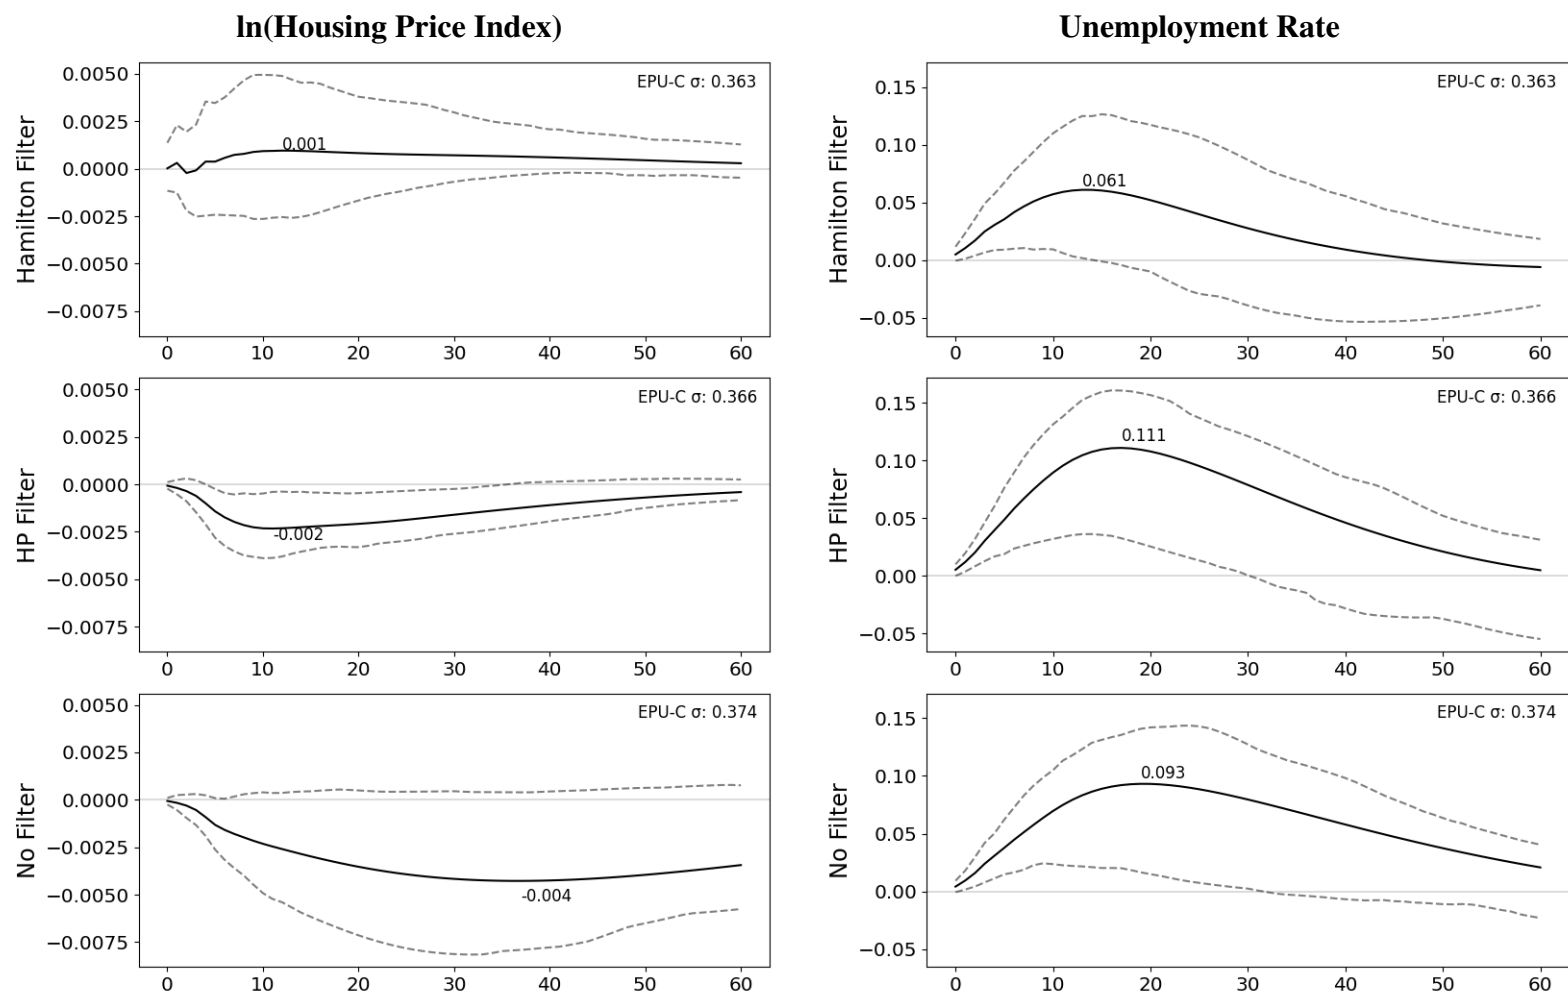 ln(Housing Price Index)
Unemployment Rate
Hamilton Filter
0.0050
0.0025
0.0000
−0.0025
−0.0050
−0.0075
EPU-C σ: 0.363
0.001
0 10 20 30 40 50 60
Hamilton Filter
0.15
0.10
0.05
0.00
−0.05
EPU-C σ: 0.363
0.061
0 10 20 30 40 50 60
HP Filter
0.0050
0.0025
0.0000
−0.0025
−0.0050
−0.0075
EPU-C σ: 0.366
-0.002
0 10 20 30 40 50 60
HP Filter
0.15
0.10
0.05
0.00
−0.05
EPU-C σ: 0.366
0.111
0 10 20 30 40 50 60
No Filter
0.0050
0.0025
0.0000
−0.0025
−0.0050
−0.0075
EPU-C σ: 0.374
-0.004
0 10 20 30 40 50 60
No Filter
0.15
0.10
0.05
0.00
−0.05
EPU-C σ: 0.374
0.093
0 10 20 30 40 50 60